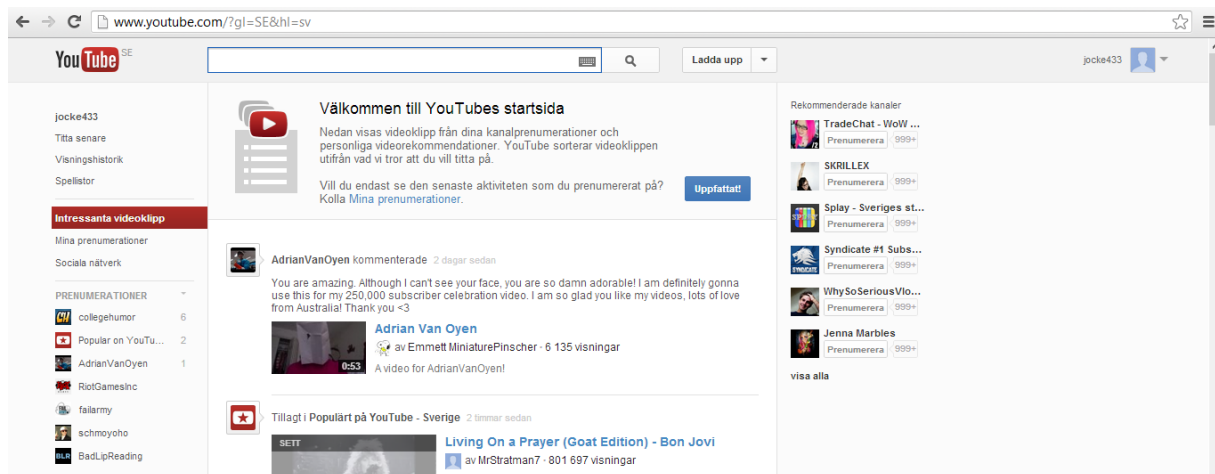 www.youtube.com/?gl=SE&hl=sv
YouTube SE
Ladda upp
jocke433
jocke433
Titta senare
Visningshistorik
Spellistor
Intressanta videoklipp
Mina prenumerationer
Sociala nätverk
PRENUMERATIONER
collegehumor 6
Popular on YouTu... 2
AdrianVanOyen 1
RiotGamesInc
failarmy
schmoyoho
BLR BadLipReading
Välkommen till YouTubes startsida
Nedan visas videoklipp från dina kanalprenumerationer och
personliga videorekommendationer. YouTube sorterar videoklippen
utifrån vad vi tror att du vill titta på.
Vill du endast se den senaste aktiviteten som du prenumererat på?
Kolla Mina prenumerationer.
Uppfattat!
AdrianVanOyen kommenterade 2 dagar sedan
You are amazing. Although I can't see your face, you are so damn adorable! I am definitely gonna
use this for my 250,000 subscriber celebration video. I am so glad you like my videos, lots of love
from Australia! Thank you <3
0:53
Adrian Van Oyen
av Emmett MiniaturePinscher · 6 135 visningar
A video for AdrianVanOyen!
Tillagt i Populärt på YouTube - Sverige 2 timmar sedan
SETT
Living On a Prayer (Goat Edition) - Bon Jovi
av MrStratman7 · 801 697 visningar
Rekommenderade kanaler
TradeChat - WoW ...
Prenumerera 999+
SKRILLEX
Prenumerera 999+
Splay - Sveriges st...
Prenumerera 999+
Syndicate #1 Subs...
Prenumerera 999+
WhySoSeriousVlo...
Prenumerera 999+
Jenna Marbles
Prenumerera 999+
visa alla